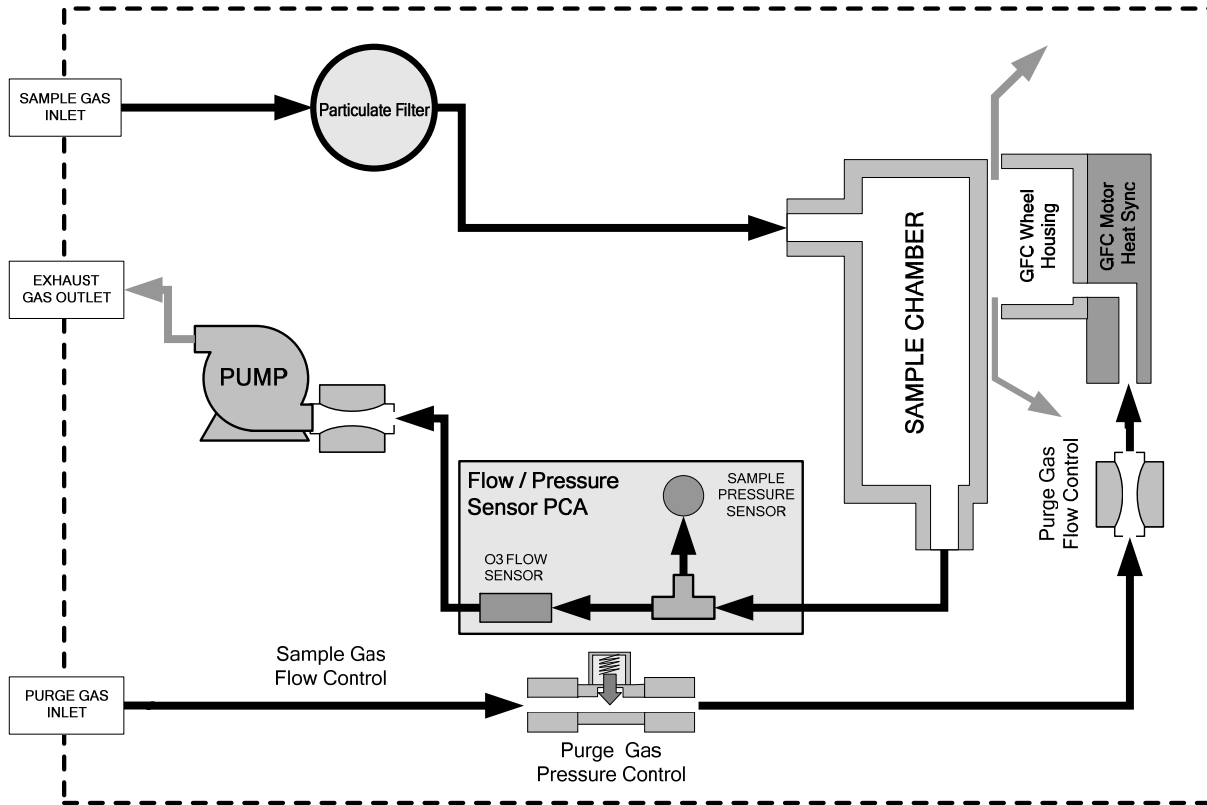 SAMPLE GAS
INLET
Particulate Filter
EXHAUST
GAS OUTLET
PUMP
SAMPLE CHAMBER
GFC Wheel
Housing
GFC Motor
Heat Sync
Flow / Pressure
Sensor PCA
SAMPLE
PRESSURE
SENSOR
O3 FLOW
SENSOR
Purge Gas
Flow Control
Sample Gas
Flow Control
PURGE GAS
INLET
Purge Gas
Pressure Control